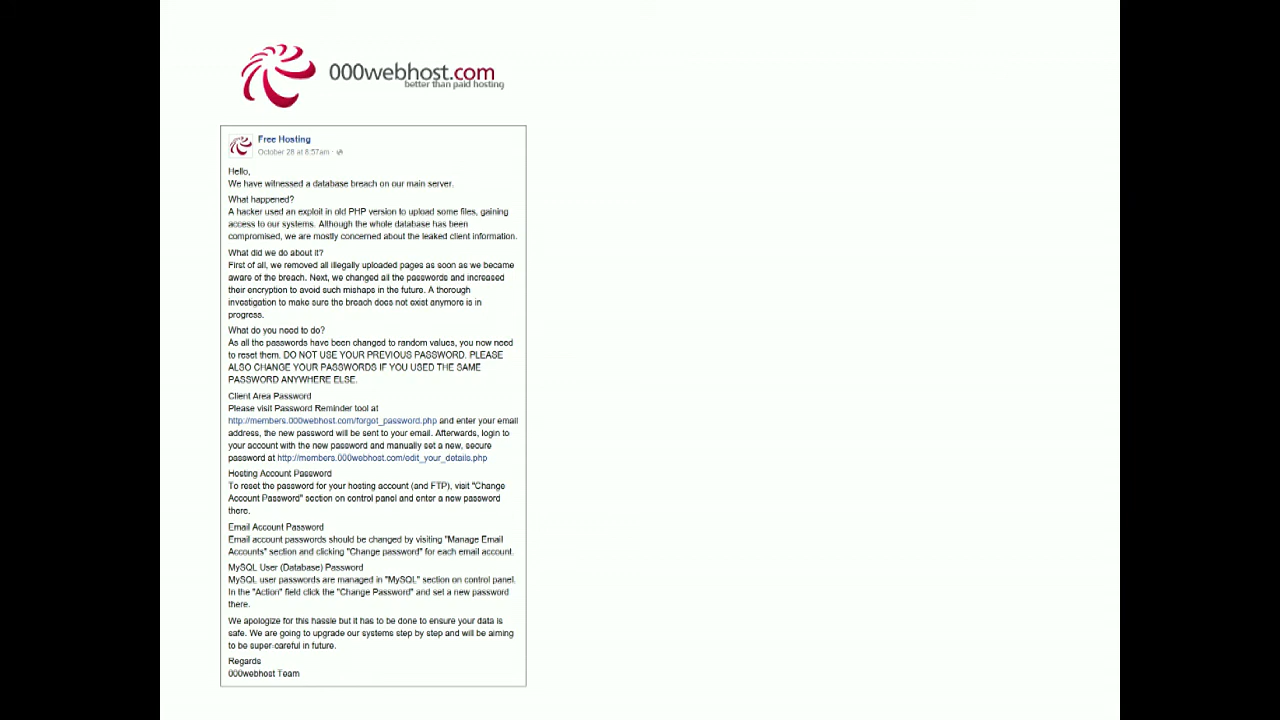 000webhost.com
better than paid hosting
Free Hosting
October 28 at 8:57am ·
Hello,
We have witnessed a database breach on our main server.
What happened?
A hacker used an exploit in old PHP version to upload some files, gaining
access to our systems. Although the whole database has been
compromised, we are mostly concerned about the leaked client information.
What did we do about it?
First of all, we removed all illegally uploaded pages as soon as we became
aware of the breach. Next, we changed all the passwords and increased
their encryption to avoid such mishaps in the future. A thorough
investigation to make sure the breach does not exist anymore is in
progress.
What do you need to do?
As all the passwords have been changed to random values, you now need
to reset them. DO NOT USE YOUR PREVIOUS PASSWORD. PLEASE
ALSO CHANGE YOUR PASSWORDS IF YOU USED THE SAME
PASSWORD ANYWHERE ELSE.
Client Area Password
Please visit Password Reminder tool at
http://members.000webhost.com/forgot_password.php and enter your email
address, the new password will be sent to your email. Afterwards, login to
your account with the new password and manually set a new, secure
password at http://members.000webhost.com/edit_your_details.php
Hosting Account Password
To reset the password for your hosting account (and FTP), visit "Change
Account Password" section on control panel and enter a new password
there.
Email Account Password
Email account passwords should be changed by visiting "Manage Email
Accounts" section and clicking "Change password" for each email account.
MySQL User (Database) Password
MySQL user passwords are managed in "MySQL" section on control panel.
In the "Action" field click the "Change Password" and set a new password
there.
We apologize for this hassle but it has to be done to ensure your data is
safe. We are going to upgrade our systems step by step and will be aiming
to be super-careful in future.
Regards
000webhost Team